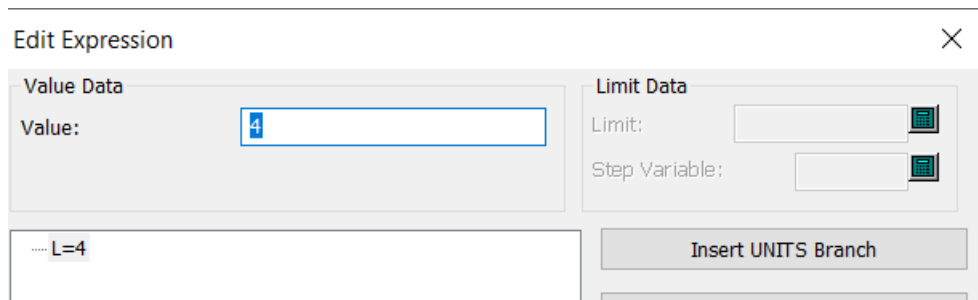 Edit Expression
Value Data
Value:
4
Limit Data
Limit:
Step Variable:
L=4
Insert UNITS Branch